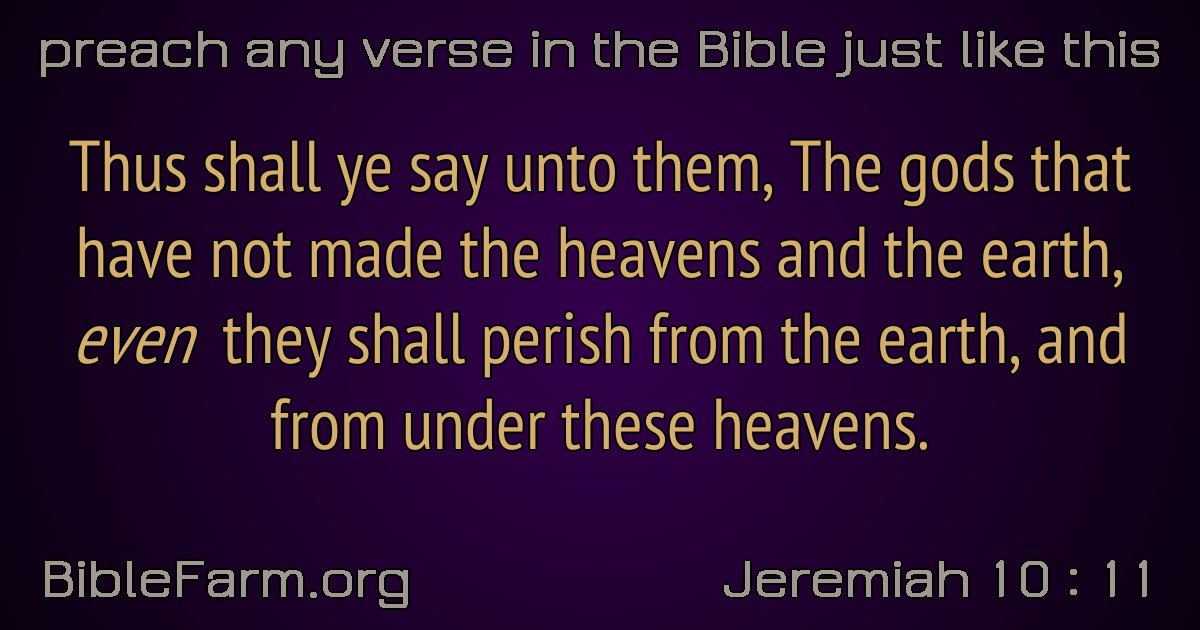 preach any verse in the Bible just like this
Thus shall ye say unto them, The gods that
have not made the heavens and the earth,
even they shall perish from the earth, and
from under these heavens.
BibleFarm.org
Jeremiah 10 : 11